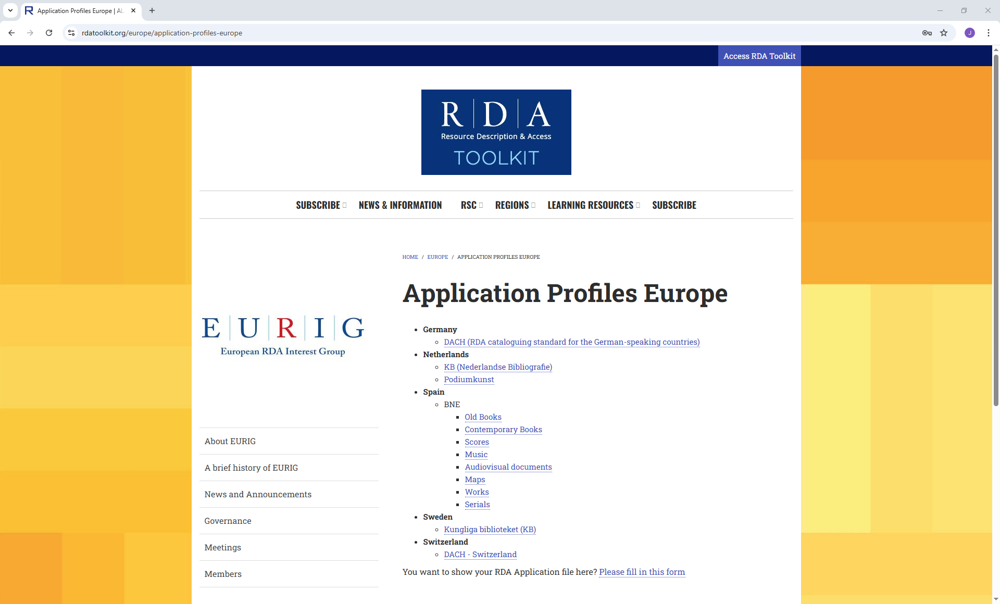 Application Profiles Europe | AL
rdatoolkit.org/europe/application-profiles-europe
J
Access RDA Toolkit
R|D|A
Resource Description & Access
TOOLKIT
SUBSCRIBE NEWS & INFORMATION RSC REGIONS LEARNING RESOURCES SUBSCRIBE
HOME / EUROPE / APPLICATION PROFILES EUROPE
Application Profiles Europe
E|U|R|I|G
European RDA Interest Group
About EURIG
A brief history of EURIG
News and Announcements
Governance
Meetings
Members
Germany
DACH (RDA cataloguing standard for the German-speaking countries)
Netherlands
KB (Nederlandse Bibliografie)
Podiumkunst
Spain
BNE
Old Books
Contemporary Books
Scores
Music
Audiovisual documents
Maps
Works
Serials
Sweden
Kungliga biblioteket (KB)
Switzerland
DACH - Switzerland
You want to show your RDA Application file here? Please fill in this form